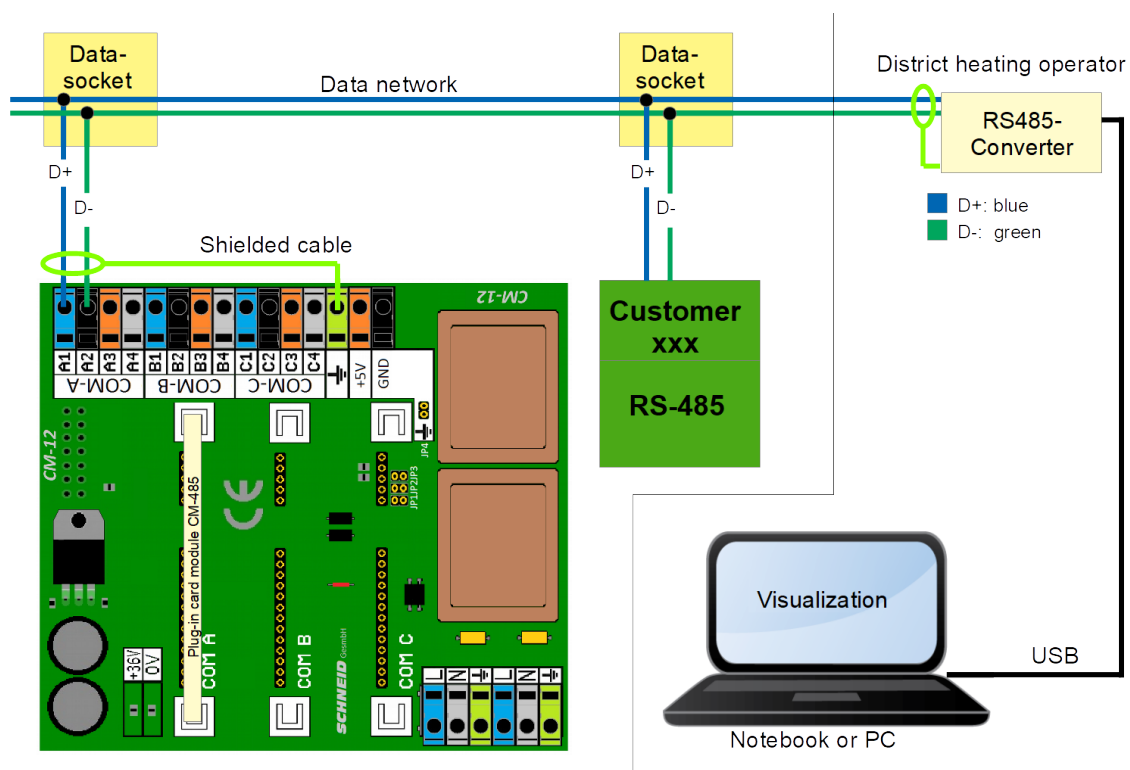 Data-
socket
Data-
socket
Data network
District heating operator
RS485-
Converter
D+
D-
D+
D-
D+: blue
D-: green
Shielded cable
CM-12
A1
A2
A3
A4
B1
B2
B3
B4
C1
C2
C3
C4
+5V
GND
COM-A
COM-B
COM-C
Customer
xxx
RS-485
CM-12
JP4
JP1JP2JP3
CE
Plug-in card module CM-485
COM A
COM B
COM C
SCHNEID GesmbH
+36V
0V
L
N
L
N
Visualization
USB
Notebook or PC